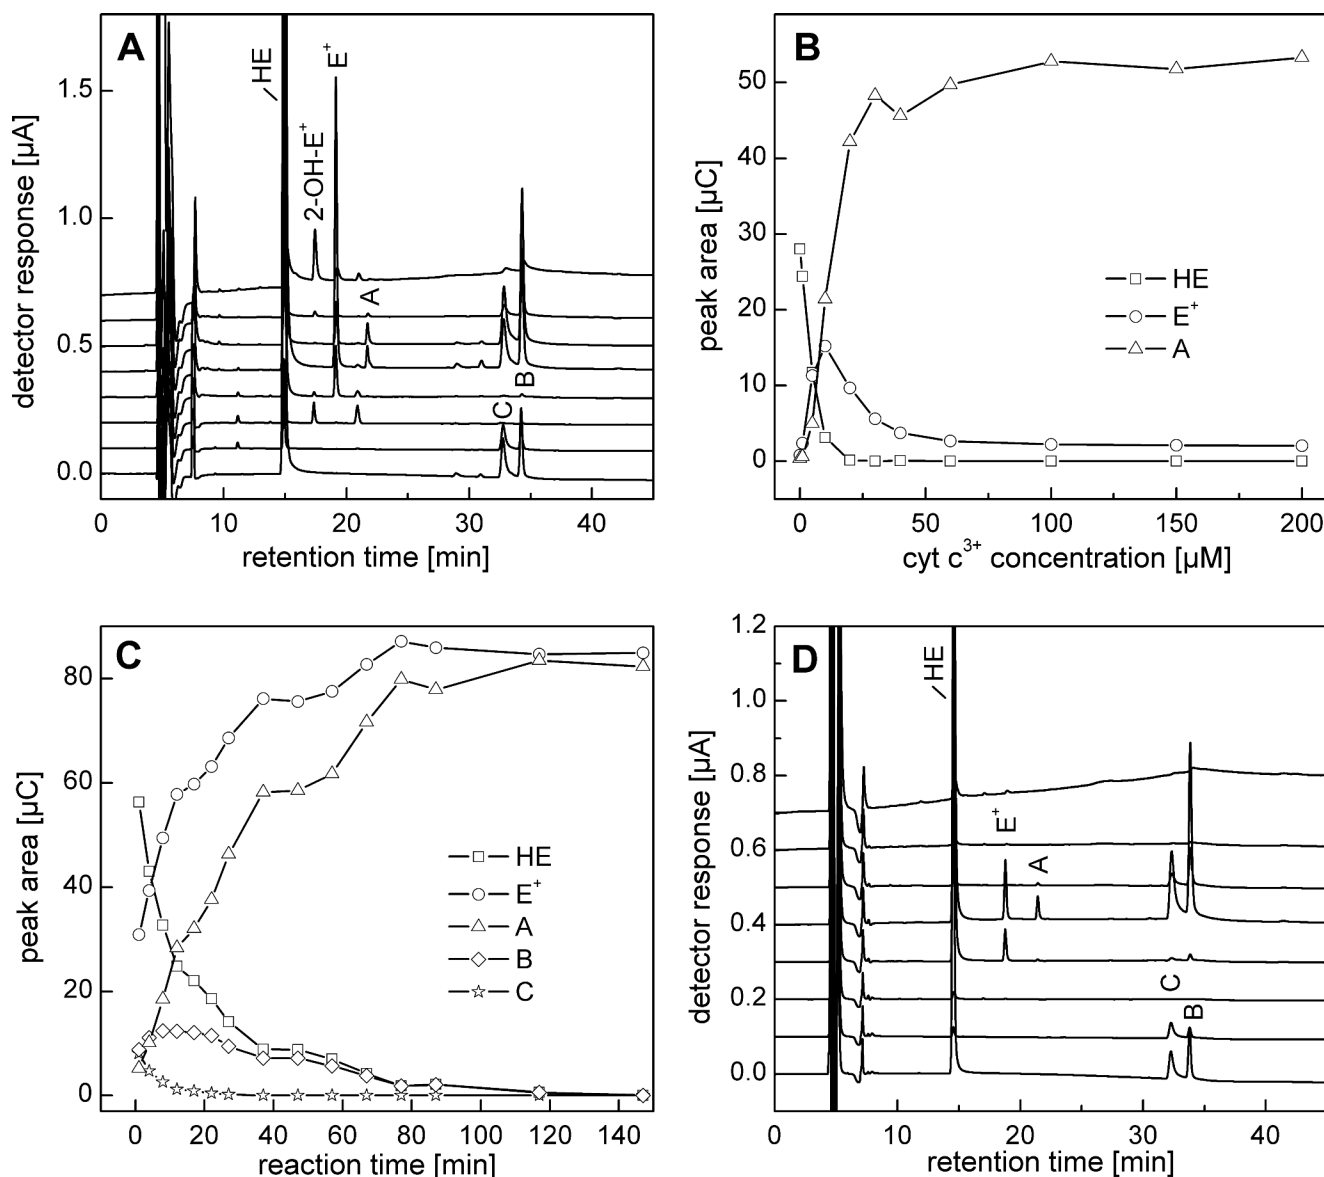 A
HE
E⁺
2-OH-E⁺
A
B
C
detector response [µA]
1.5
1.0
0.5
0.0
0 10 20 30 40
retention time [min]
B
peak area [µC]
50
40
30
20
10
0
HE
E⁺
A
0 50 100 150 200
cyt c³⁺ concentration [µM]
C
peak area [µC]
80
60
40
20
0
HE
E⁺
A
B
C
0 20 40 60 80 100 120 140
reaction time [min]
D
HE
E⁺
A
C
B
detector response [µA]
1.2
1.0
0.8
0.6
0.4
0.2
0.0
0 10 20 30 40
retention time [min]